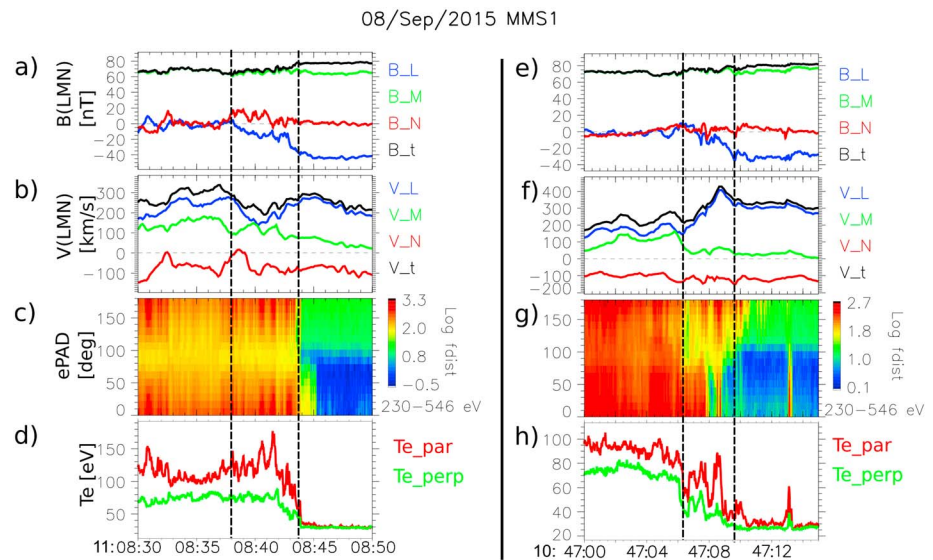 08/Sep/2015 MMS1
a)
B(LMN)
[nT]
80
60
0
−20
−40
B_L
B_M
B_N
B_t
b)
V(LMN)
[km/s]
300
200
100
0
−100
V_L
V_M
V_N
V_t
c)
ePAD
[deg]
150
100
50
0
3.3
2.0
0.8
−0.5
Log fdist
230−546 eV
d)
Te [eV]
150
100
50
Te_par
Te_perp
11:08:30 08:35 08:40 08:45 08:50
e)
80
60
20
0
−20
−40
B_L
B_M
B_N
B_t
f)
400
300
200
100
0
−100
−200
V_L
V_M
V_N
V_t
g)
150
100
50
0
2.7
1.8
1.0
0.1
Log fdist
230−546 eV
h)
100
80
60
40
20
Te_par
Te_perp
10: 47:00 47:04 47:08 47:12